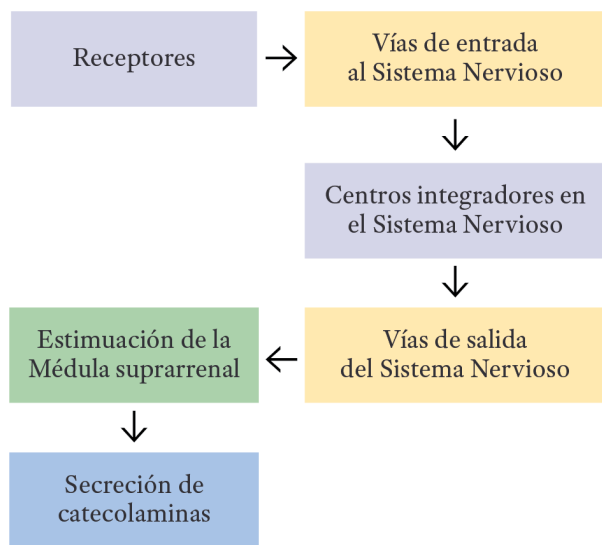 Receptores
Vías de entrada
al Sistema Nervioso
Centros integradores en
el Sistema Nervioso
Vías de salida
del Sistema Nervioso
Estimuación de la
Médula suprarrenal
Secreción de
catecolaminas